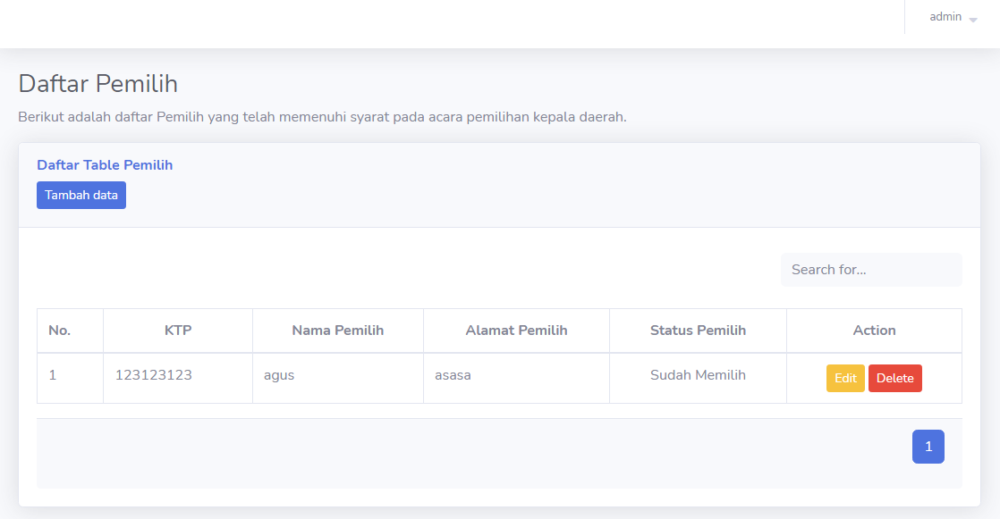 admin
Daftar Pemilih
Berikut adalah daftar Pemilih yang telah memenuhi syarat pada acara pemilihan kepala daerah.
Daftar Table Pemilih
Tambah data
Search for...
No. KTP Nama Pemilih Alamat Pemilih Status Pemilih Action
1 123123123 agus asasa Sudah Memilih Edit Delete
1